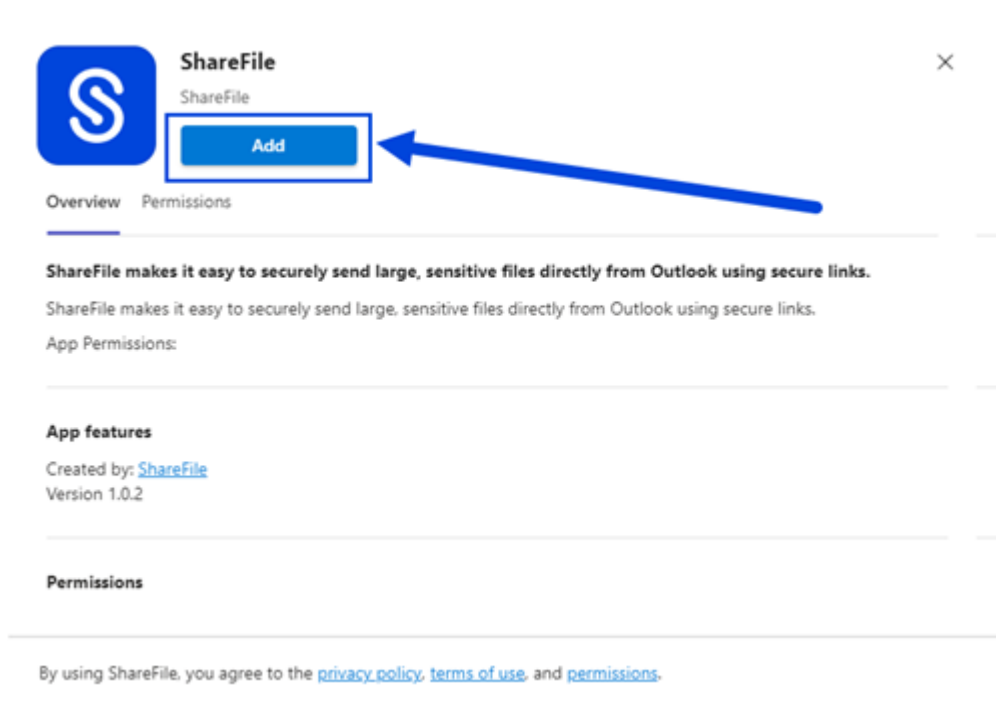 ShareFile
ShareFile
Add
Overview Permissions
ShareFile makes it easy to securely send large, sensitive files directly from Outlook using secure links.
ShareFile makes it easy to securely send large, sensitive files directly from Outlook using secure links.
App Permissions:
App features
Created by: ShareFile
Version 1.0.2
Permissions
By using ShareFile, you agree to the privacy policy, terms of use, and permissions.